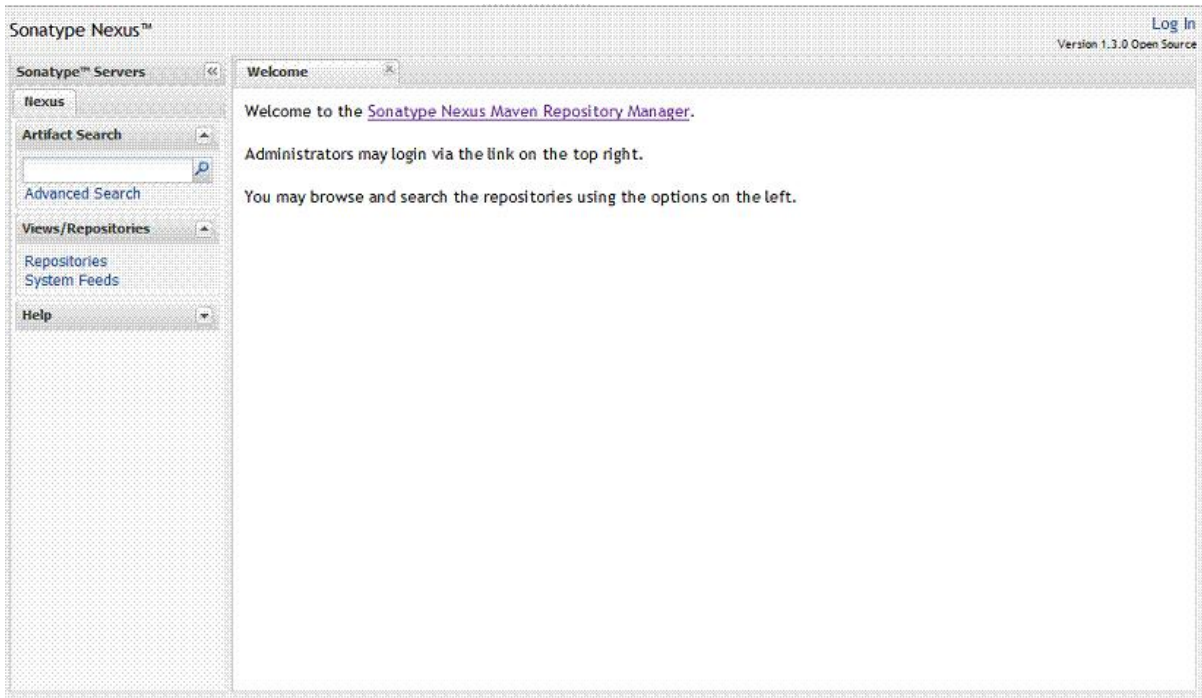 Sonatype Nexus™
Log In
Version 1.3.0 Open Source
Sonatype™ Servers
Nexus
Artifact Search
Advanced Search
Views/Repositories
Repositories
System Feeds
Help
Welcome
Welcome to the Sonatype Nexus Maven Repository Manager.
Administrators may login via the link on the top right.
You may browse and search the repositories using the options on the left.